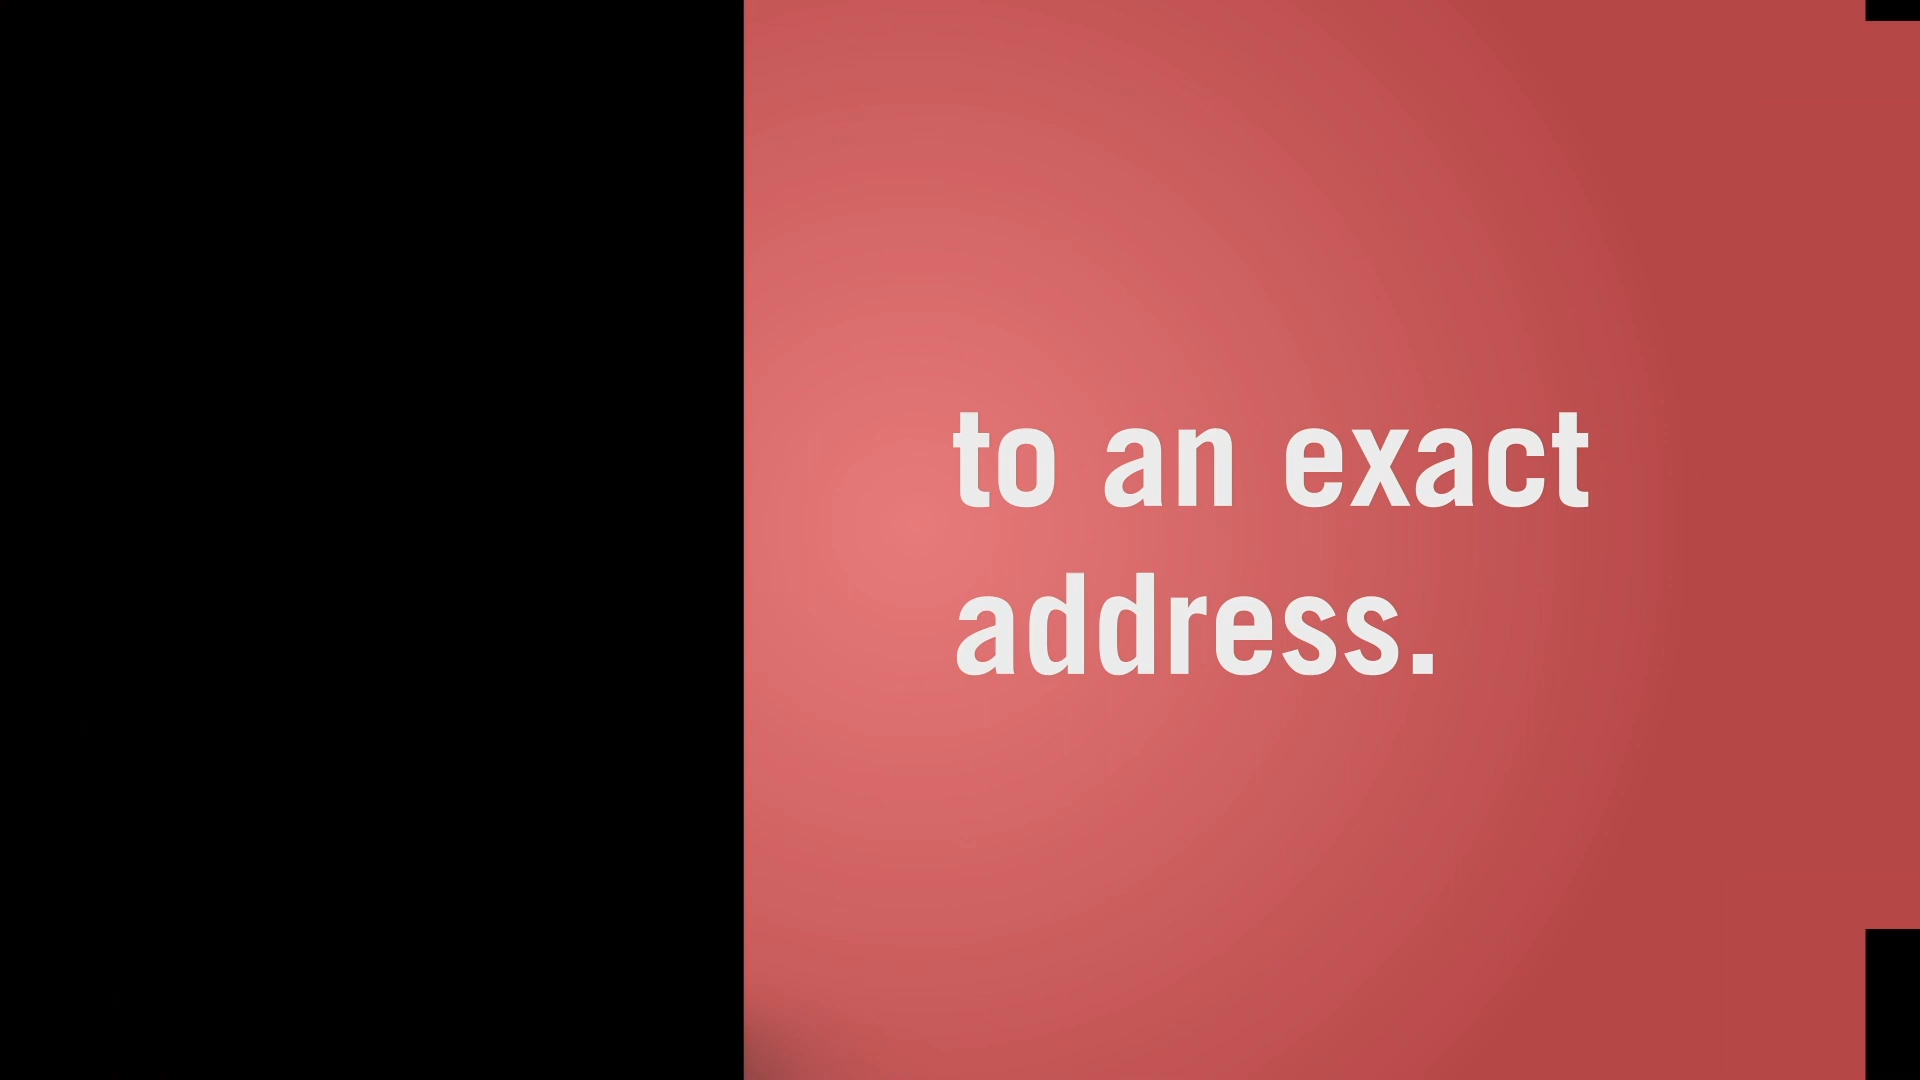 to an exact
address.